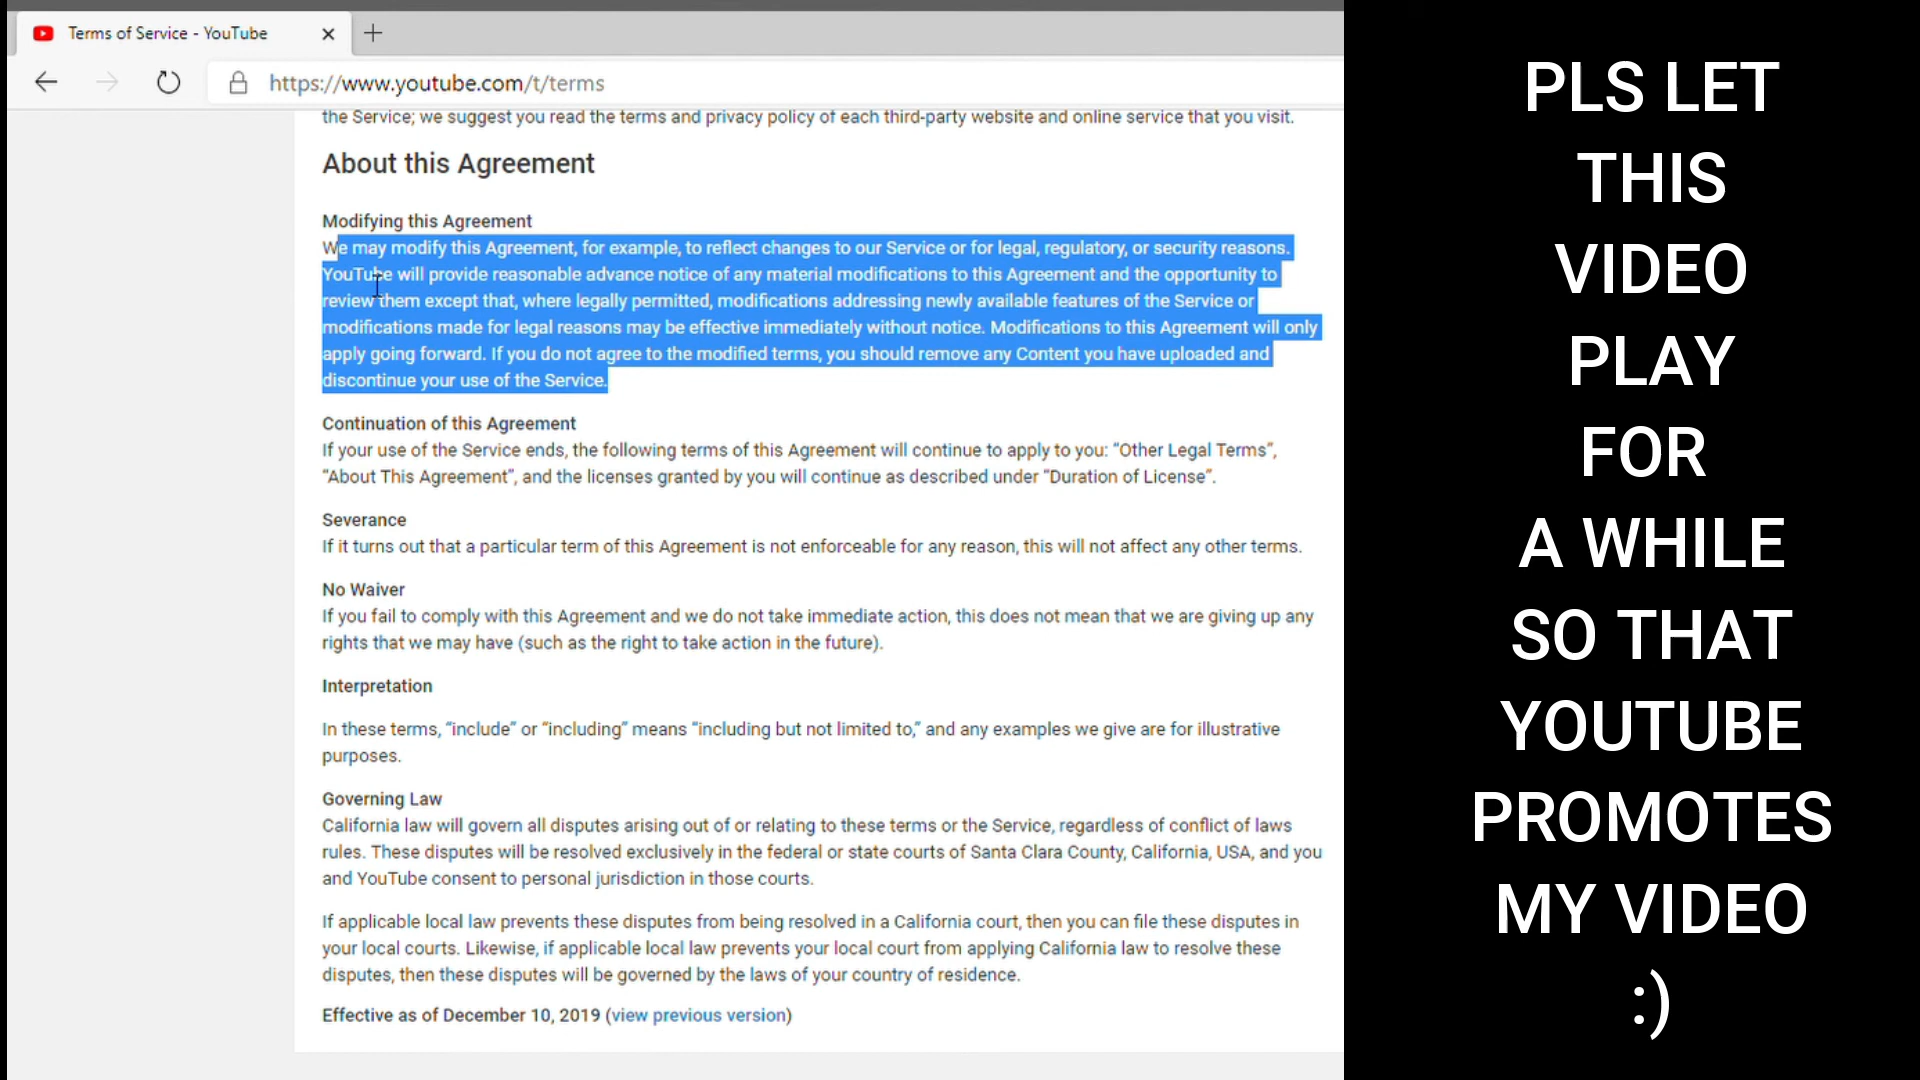 Terms of Service - YouTube
https://www.youtube.com/t/terms
the Service; we suggest you read the terms and privacy policy of each third-party website and online service that you visit.
About this Agreement
Modifying this Agreement
We may modify this Agreement, for example, to reflect changes to our Service or for legal, regulatory, or security reasons.
YouTube will provide reasonable advance notice of any material modifications to this Agreement and the opportunity to
review them except that, where legally permitted, modifications addressing newly available features of the Service or
modifications made for legal reasons may be effective immediately without notice. Modifications to this Agreement will only
apply going forward. If you do not agree to the modified terms, you should remove any Content you have uploaded and
discontinue your use of the Service.
Continuation of this Agreement
If your use of the Service ends, the following terms of this Agreement will continue to apply to you: “Other Legal Terms”,
“About This Agreement”, and the licenses granted by you will continue as described under “Duration of License”.
Severance
If it turns out that a particular term of this Agreement is not enforceable for any reason, this will not affect any other terms.
No Waiver
If you fail to comply with this Agreement and we do not take immediate action, this does not mean that we are giving up any
rights that we may have (such as the right to take action in the future).
Interpretation
In these terms, “include” or “including” means “including but not limited to,” and any examples we give are for illustrative
purposes.
Governing Law
California law will govern all disputes arising out of or relating to these terms or the Service, regardless of conflict of laws
rules. These disputes will be resolved exclusively in the federal or state courts of Santa Clara County, California, USA, and you
and YouTube consent to personal jurisdiction in those courts.
If applicable local law prevents these disputes from being resolved in a California court, then you can file these disputes in
your local courts. Likewise, if applicable local law prevents your local court from applying California law to resolve these
disputes, then these disputes will be governed by the laws of your country of residence.
Effective as of December 10, 2019 (view previous version)
PLS LET
THIS
VIDEO
PLAY
FOR
A WHILE
SO THAT
YOUTUBE
PROMOTES
MY VIDEO
:)